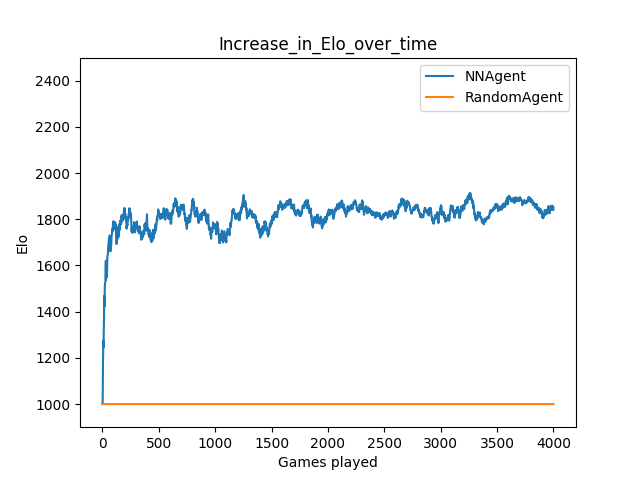 Increase_in_Elo_over_time
NNAgent
RandomAgent
2400
2200
2000
1800
1600
1400
1200
1000
Elo
0 500 1000 1500 2000 2500 3000 3500 4000
Games played